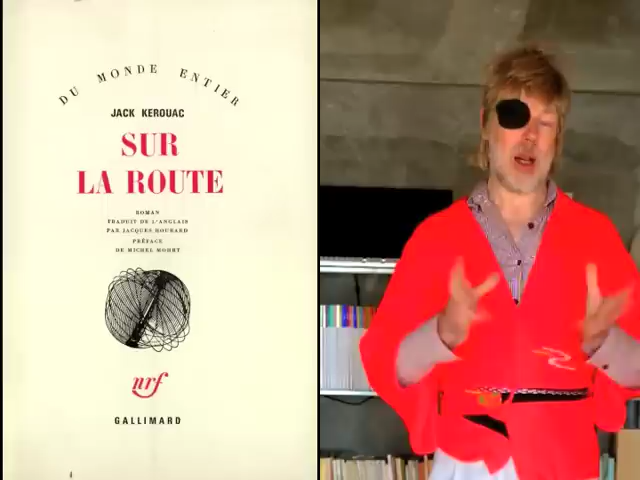 DU MONDE ENTIER
JACK KEROUAC
SUR
LA ROUTE
ROMAN
TRADUIT DE L'ANGLAIS
PAR JACQUES HOUBARD
PRÉFACE
DE MICHEL MOHRT
nrf
GALLIMARD